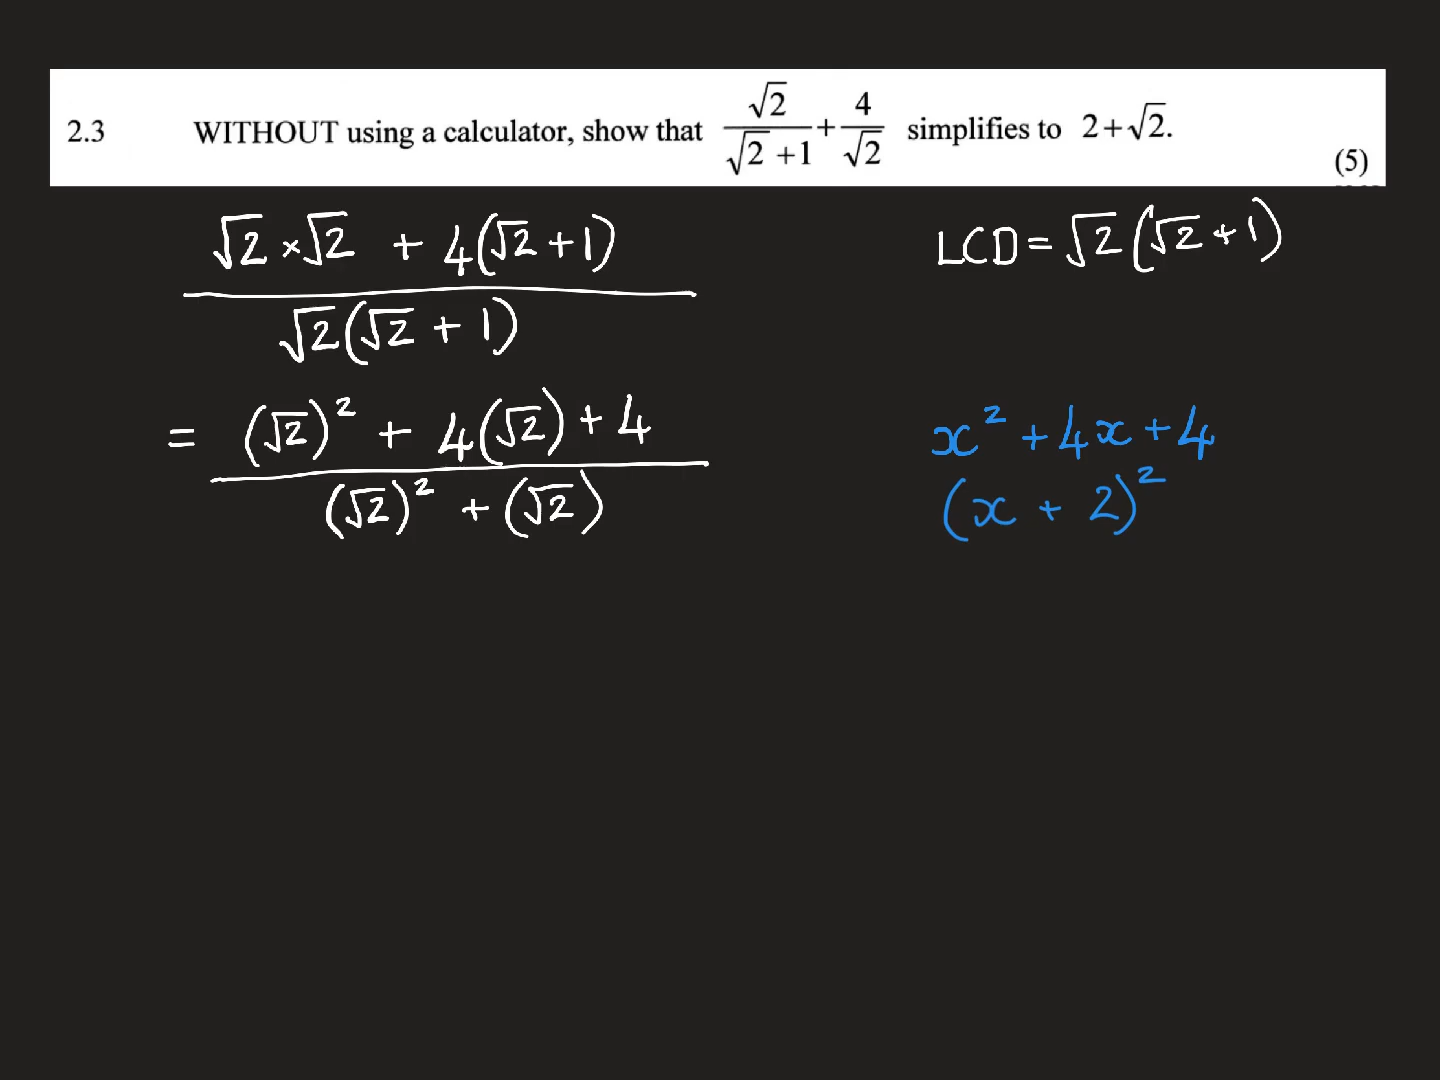 2.3 WITHOUT using a calculator, show that √2/(√2 + 1) + 4/√2 simplifies to 2 + √2.
(5)
(√2 × √2 + 4(√2 + 1))/(√2(√2 + 1))
LCD = √2(√2 + 1)
= ((√2)² + 4(√2) + 4)/((√2)² + (√2))
x² + 4x + 4
(x + 2)²